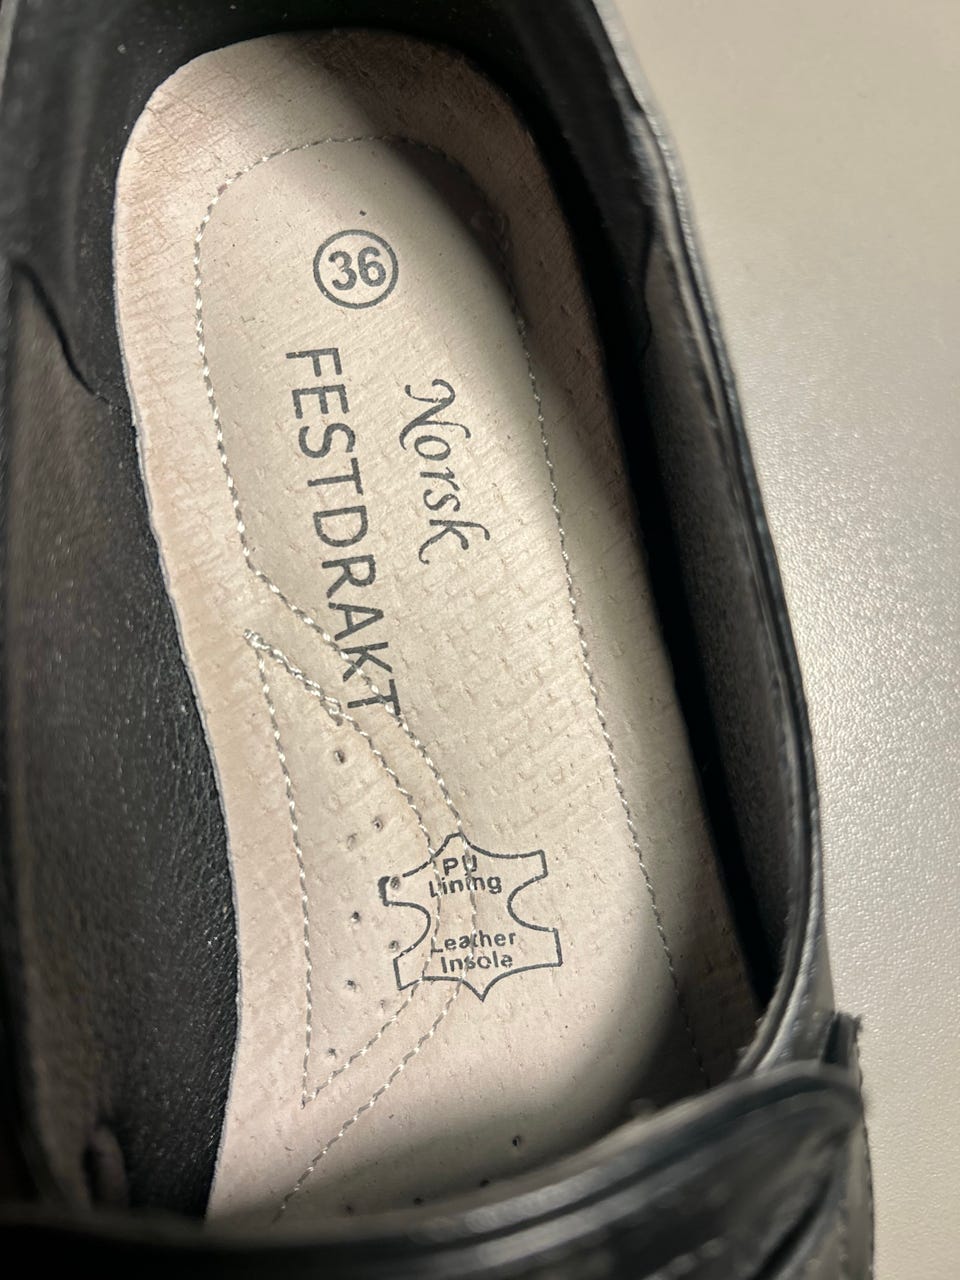 36
Norsk
FESTDRAKT
PU
Lining
Leather
Insole